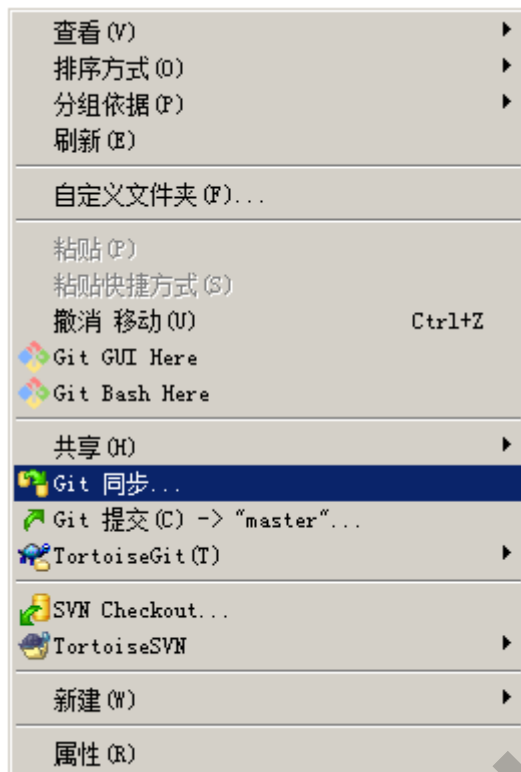 查看(V)
排序方式(O)
分组依据(P)
刷新(E)
自定义文件夹(F)...
粘贴(P)
粘贴快捷方式(S)
撤消 移动(U) Ctrl+Z
Git GUI Here
Git Bash Here
共享(H)
Git 同步...
Git 提交(C) -> "master"...
TortoiseGit(T)
SVN Checkout...
TortoiseSVN
新建(W)
属性(R)